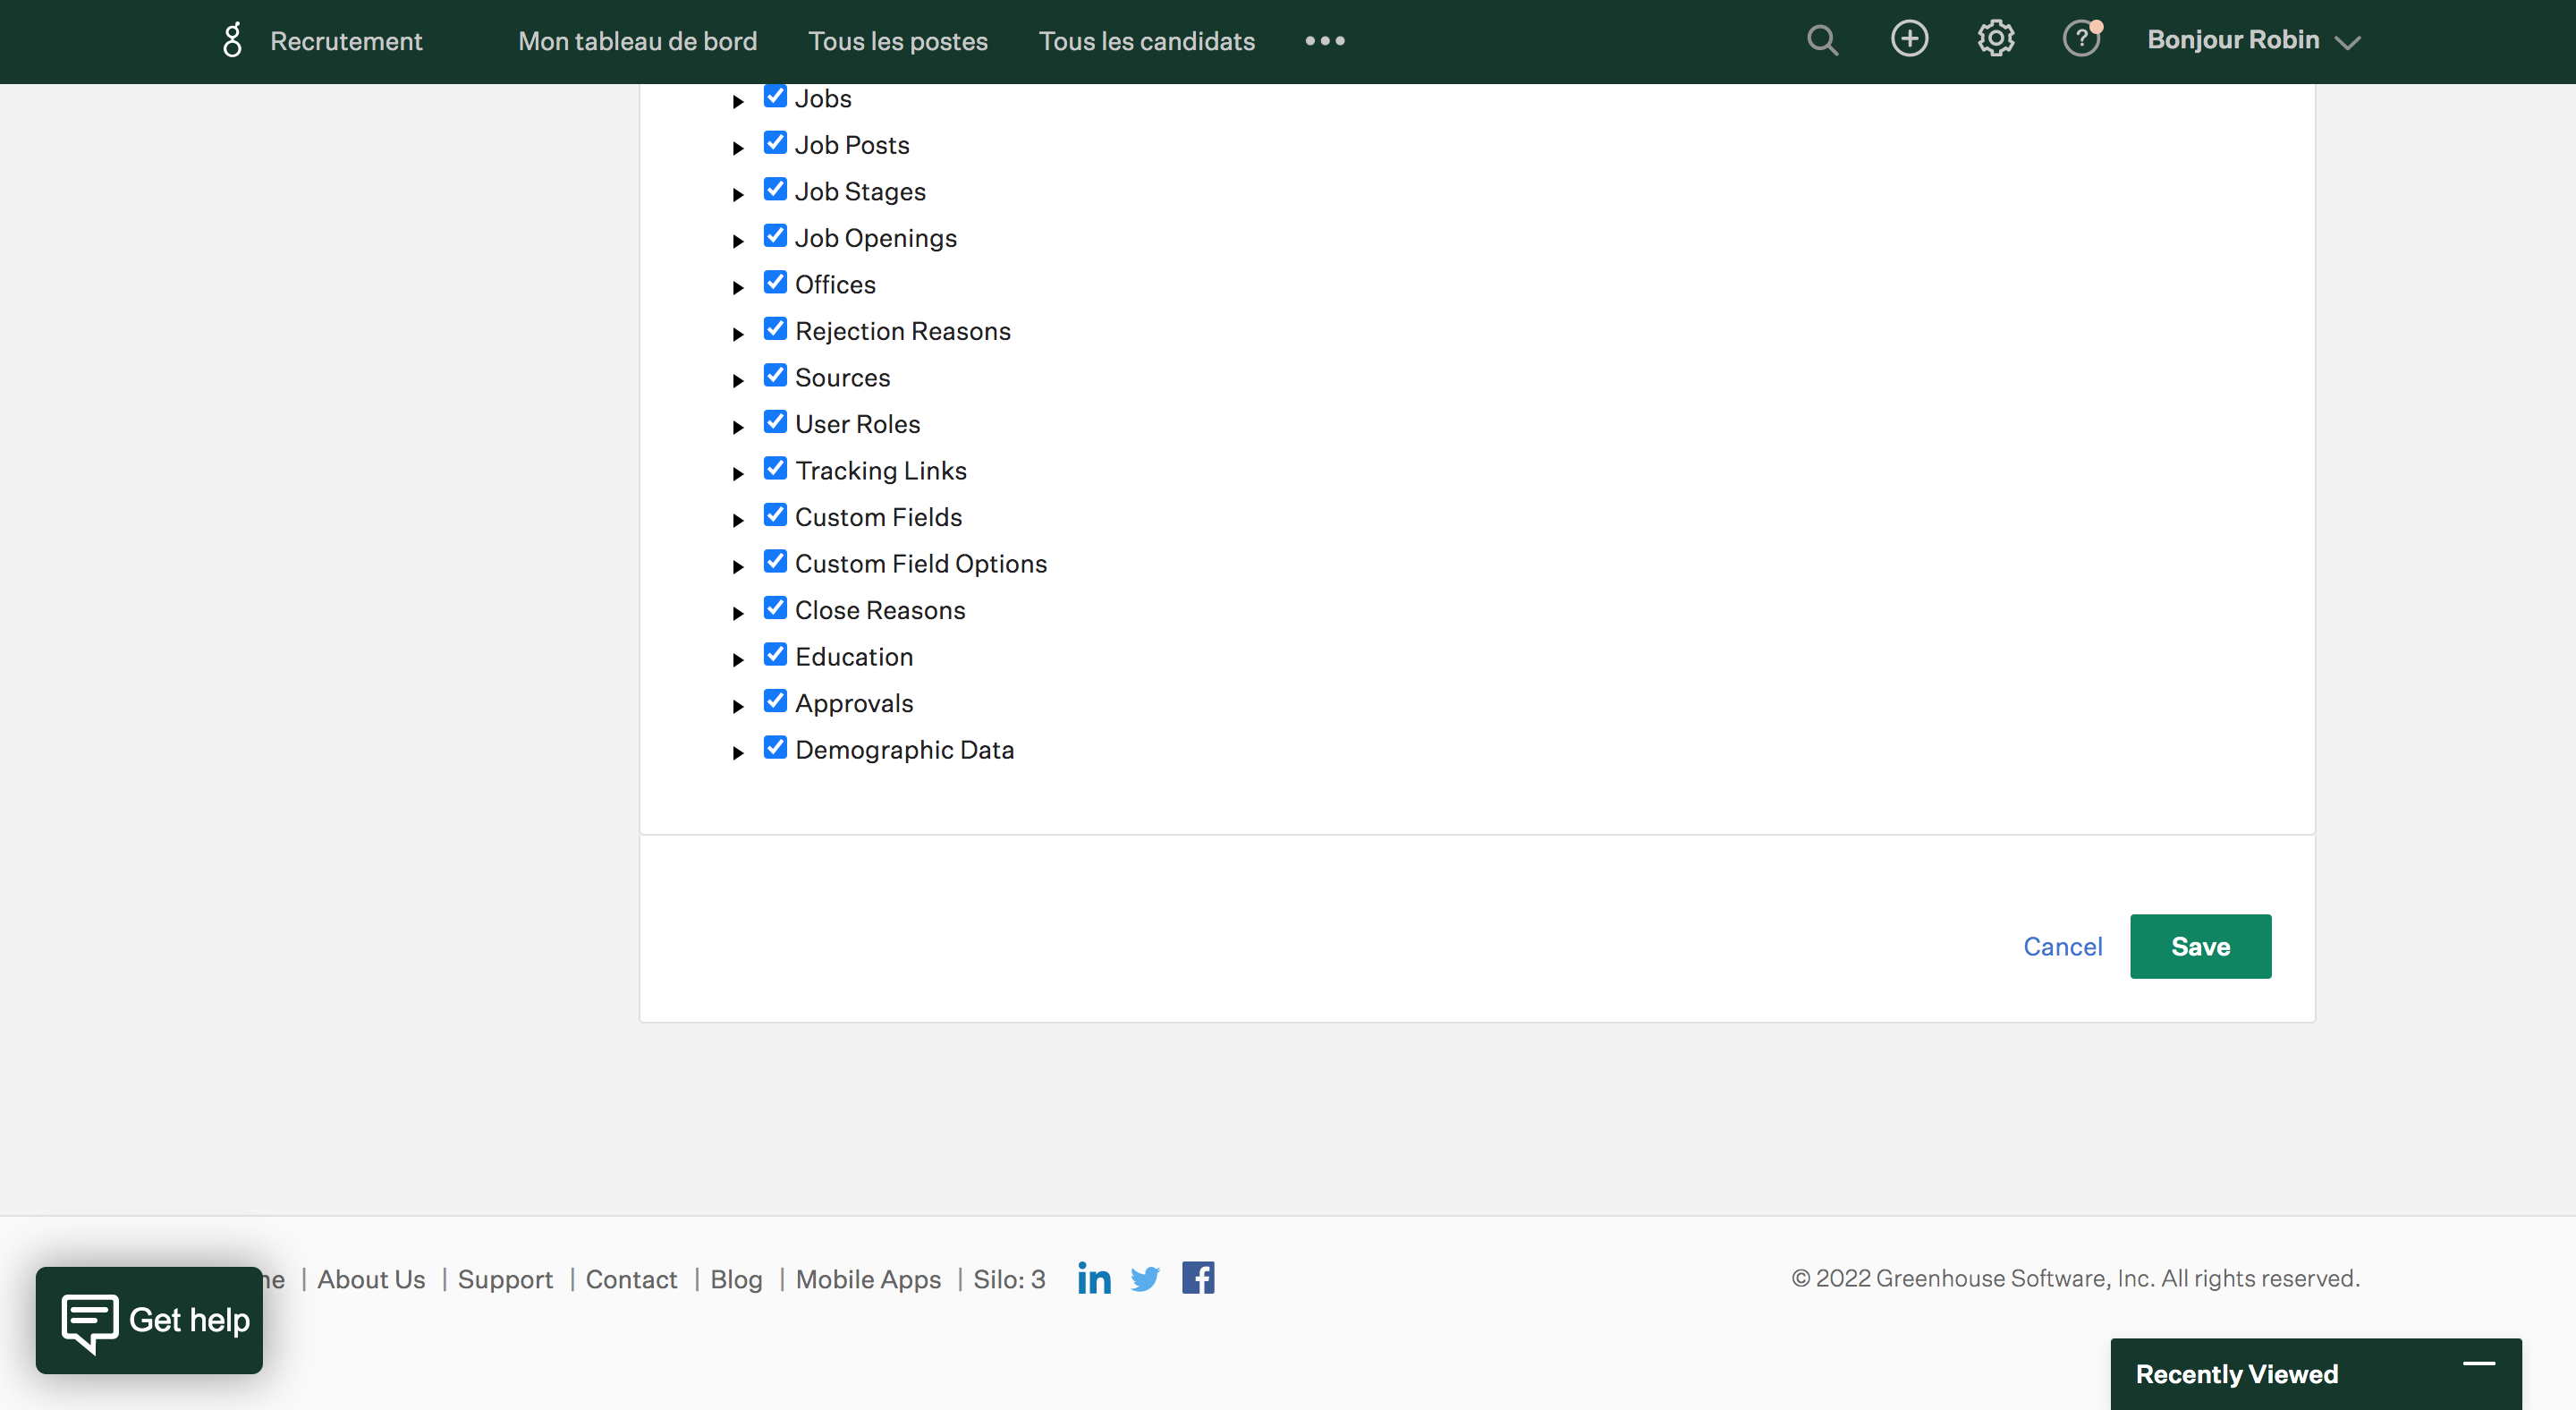 Recrutement Mon tableau de bord Tous les postes Tous les candidats Bonjour Robin
Jobs
Job Posts
Job Stages
Job Openings
Offices
Rejection Reasons
Sources
User Roles
Tracking Links
Custom Fields
Custom Field Options
Close Reasons
Education
Approvals
Demographic Data
Cancel Save
| About Us | Support | Contact | Blog | Mobile Apps | Silo: 3 © 2022 Greenhouse Software, Inc. All rights reserved.
Get help
Recently Viewed